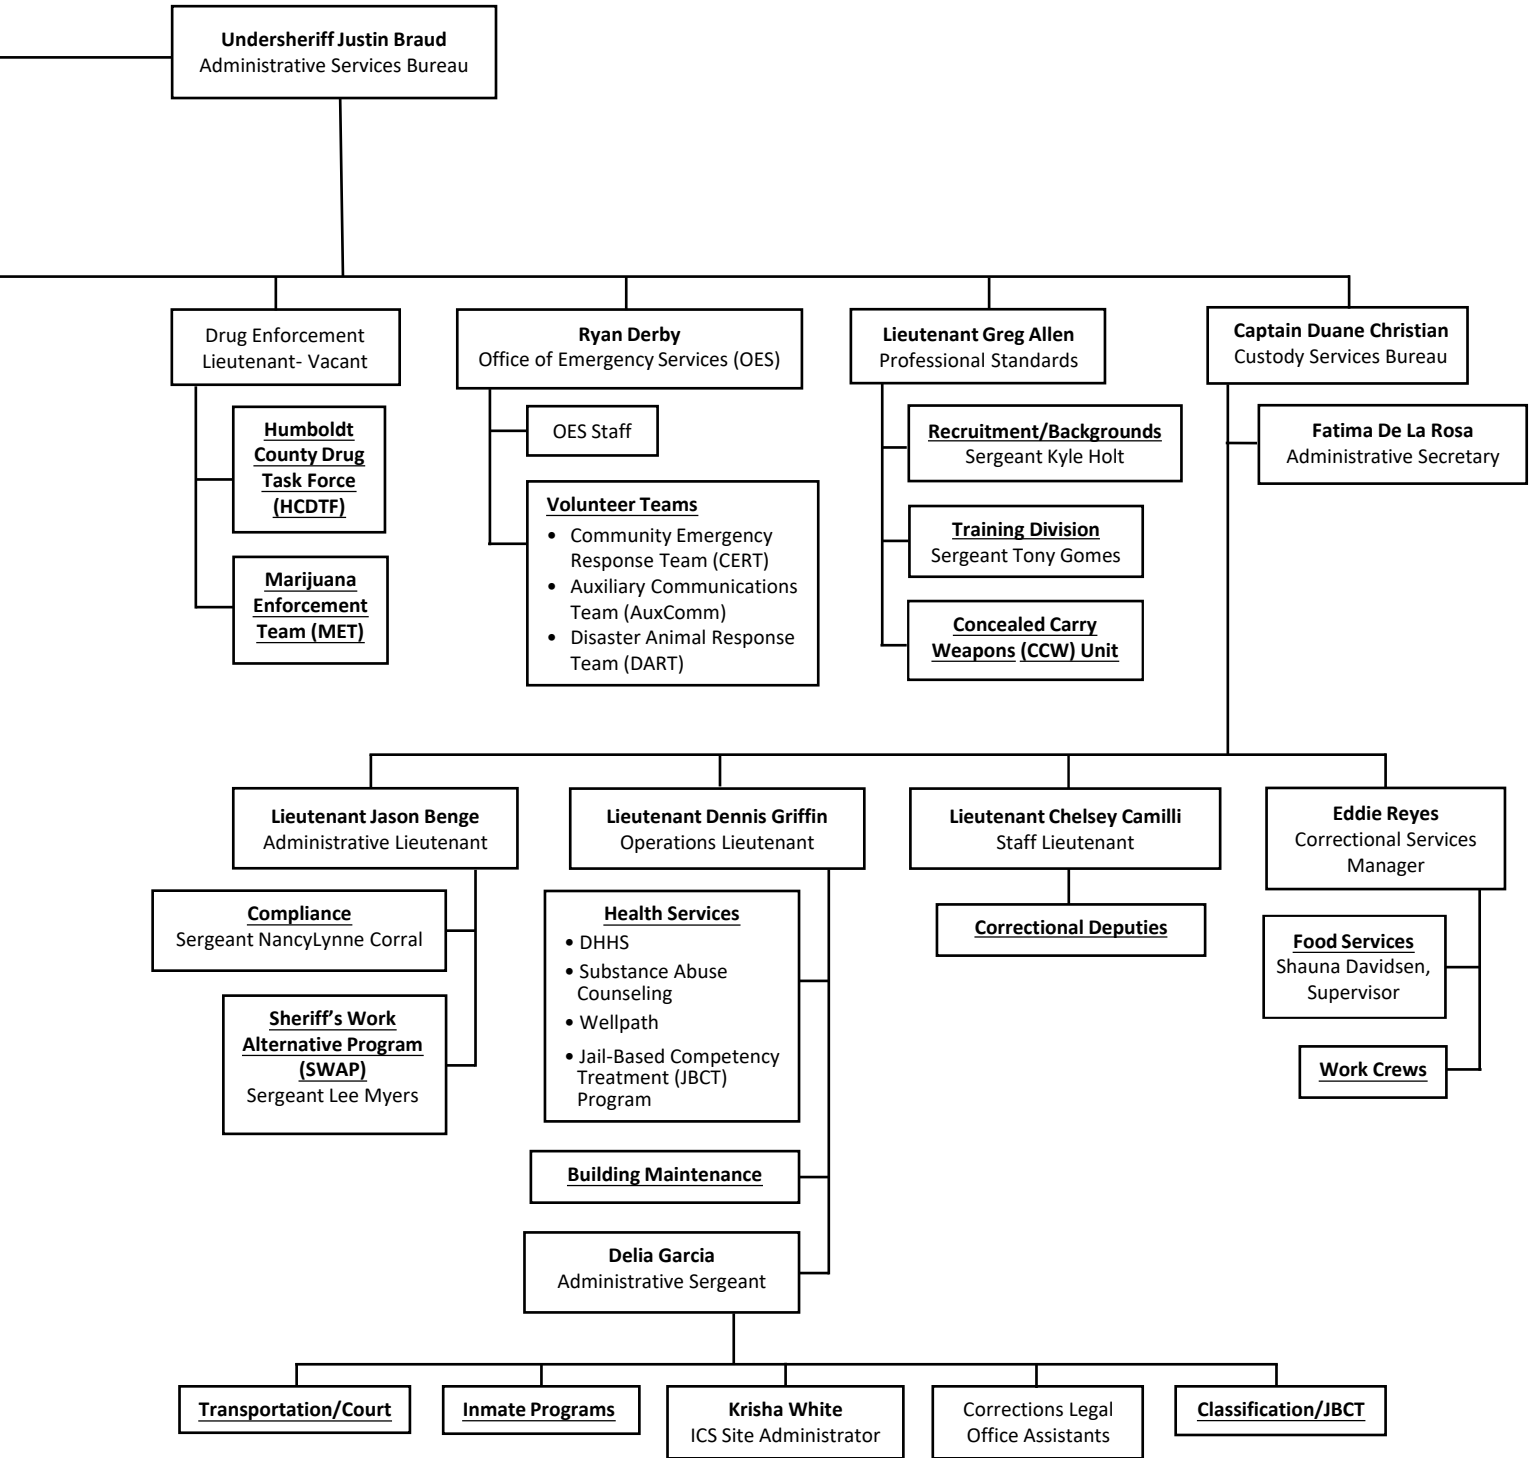 Undersheriff Justin Braud
Administrative Services Bureau
Drug Enforcement
Lieutenant- Vacant
Humboldt
County Drug
Task Force
(HCDTF)
Marijuana
Enforcement
Team (MET)
Ryan Derby
Office of Emergency Services (OES)
OES Staff
Volunteer Teams
• Community Emergency
Response Team (CERT)
• Auxiliary Communications
Team (AuxComm)
• Disaster Animal Response
Team (DART)
Lieutenant Greg Allen
Professional Standards
Recruitment/Backgrounds
Sergeant Kyle Holt
Training Division
Sergeant Tony Gomes
Concealed Carry
Weapons (CCW) Unit
Captain Duane Christian
Custody Services Bureau
Fatima De La Rosa
Administrative Secretary
Lieutenant Jason Benge
Administrative Lieutenant
Compliance
Sergeant NancyLynne Corral
Sheriff’s Work
Alternative Program
(SWAP)
Sergeant Lee Myers
Lieutenant Dennis Griffin
Operations Lieutenant
Health Services
• DHHS
• Substance Abuse
Counseling
• Wellpath
• Jail-Based Competency
Treatment (JBCT)
Program
Building Maintenance
Delia Garcia
Administrative Sergeant
Lieutenant Chelsey Camilli
Staff Lieutenant
Correctional Deputies
Eddie Reyes
Correctional Services
Manager
Food Services
Shauna Davidsen,
Supervisor
Work Crews
Transportation/Court
Inmate Programs
Krisha White
ICS Site Administrator
Corrections Legal
Office Assistants
Classification/JBCT